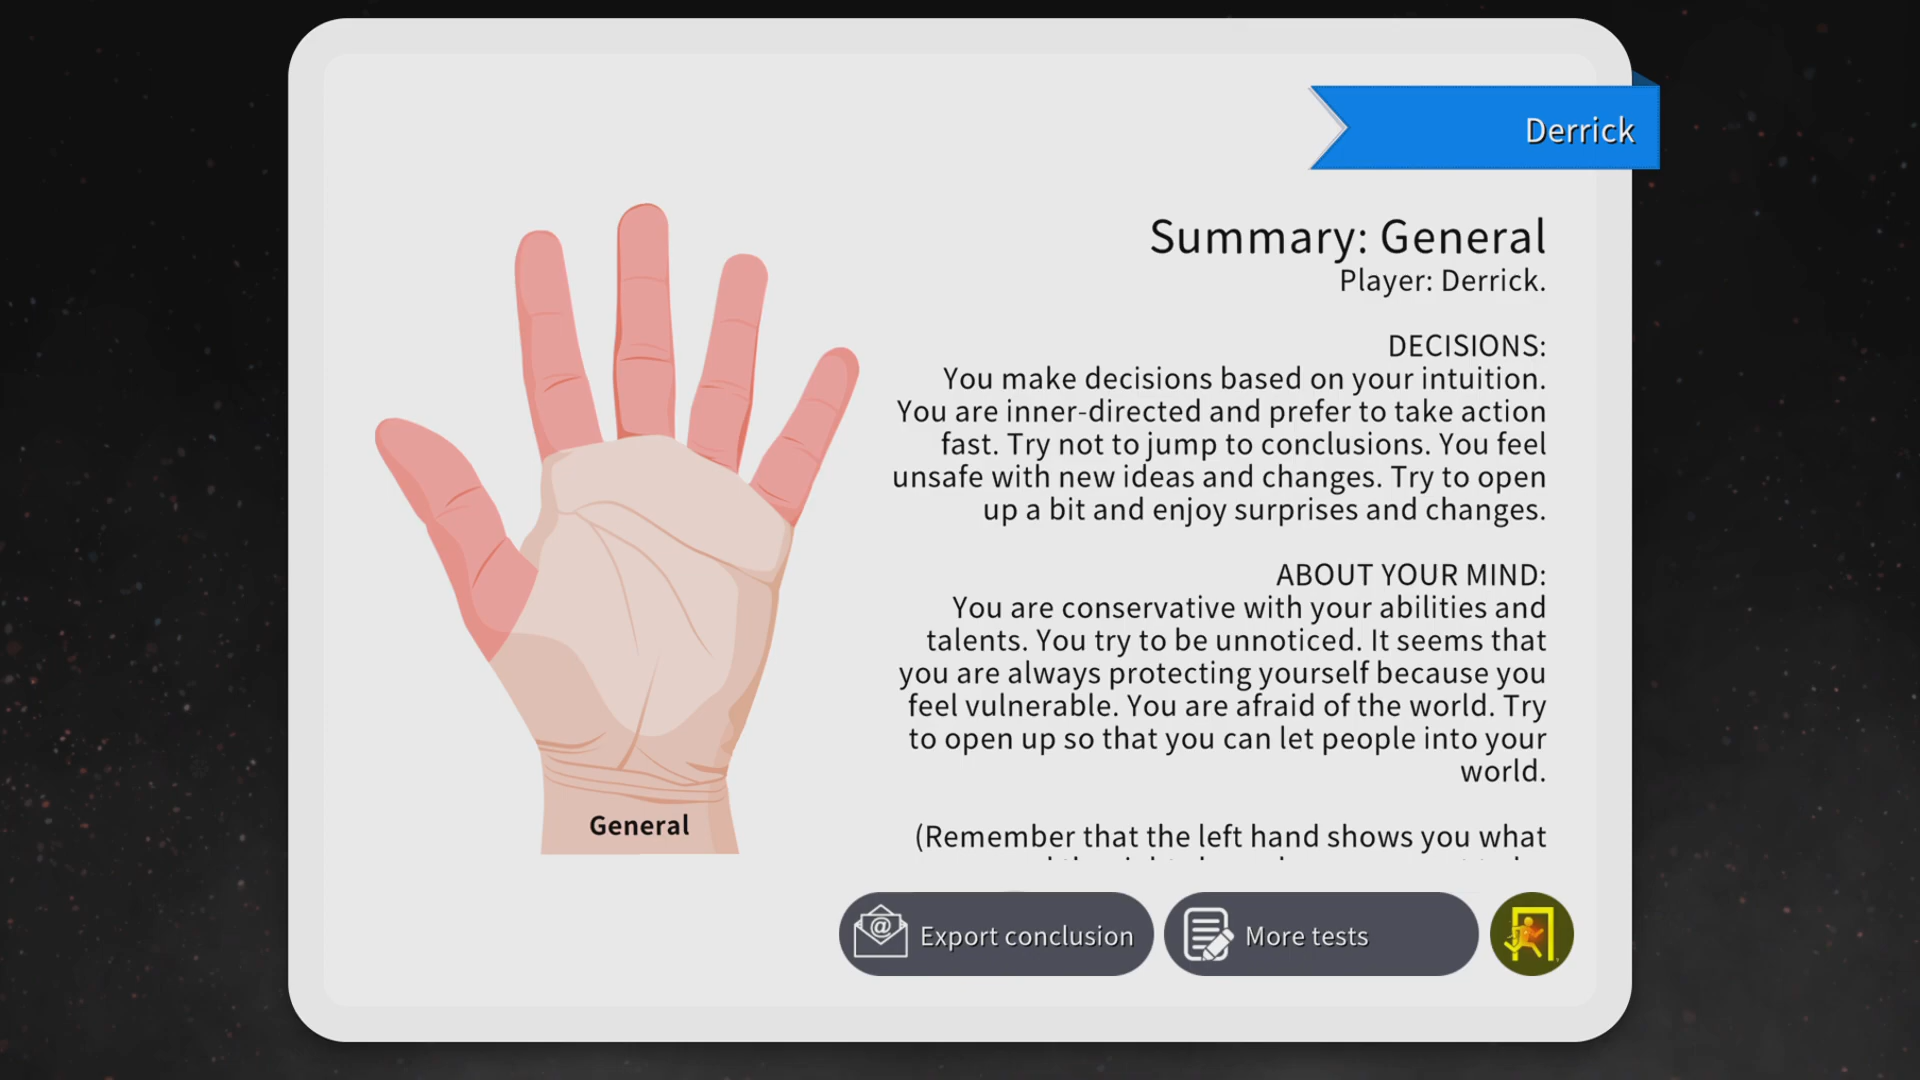 Derrick
Summary: General
Player: Derrick.
DECISIONS:
You make decisions based on your intuition.
You are inner-directed and prefer to take action
fast. Try not to jump to conclusions. You feel
unsafe with new ideas and changes. Try to open
up a bit and enjoy surprises and changes.
ABOUT YOUR MIND:
You are conservative with your abilities and
talents. You try to be unnoticed. It seems that
you are always protecting yourself because you
feel vulnerable. You are afraid of the world. Try
to open up so that you can let people into your
world.
(Remember that the left hand shows you what
General
Export conclusion
More tests